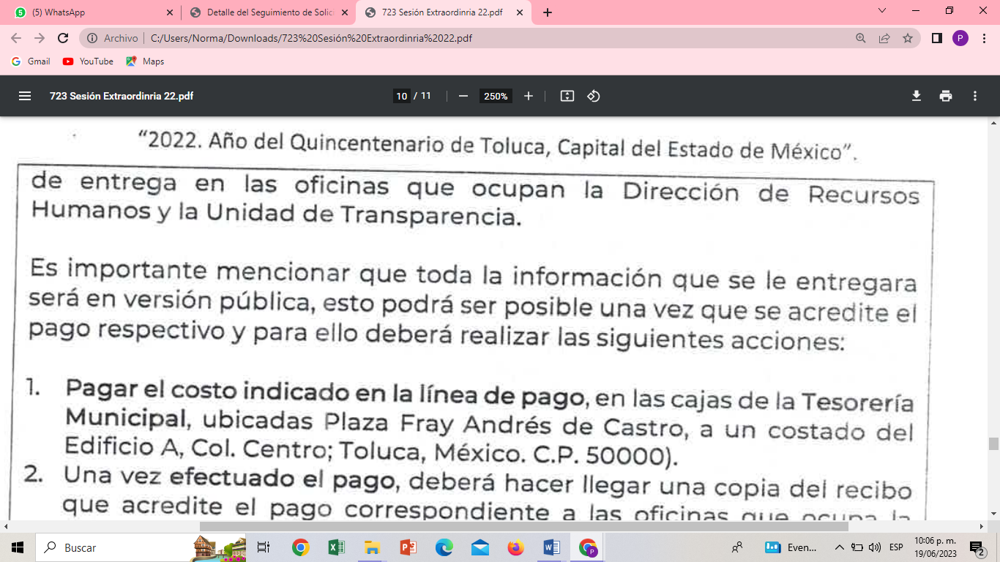 (5) WhatsApp
Detalle del Seguimiento de Solici
723 Sesión Extraordinria 22.pdf
Archivo
C:/Users/Norma/Downloads/723%20Sesión%20Extraordinria%2022.pdf
P
Gmail
YouTube
Maps
723 Sesión Extraordinria 22.pdf
10 / 11
250%
“2022. Año del Quincentenario de Toluca, Capital del Estado de México”.
de entrega en las oficinas que ocupan la Dirección de Recursos
Humanos y la Unidad de Transparencia.
Es importante mencionar que toda la información que se le entregara
será en versión pública, esto podrá ser posible una vez que se acredite el
pago respectivo y para ello deberá realizar las siguientes acciones:
1. Pagar el costo indicado en la línea de pago, en las cajas de la Tesorería
Municipal, ubicadas Plaza Fray Andrés de Castro, a un costado del
Edificio A, Col. Centro; Toluca, México. C.P. 50000).
2. Una vez efectuado el pago, deberá hacer llegar una copia del recibo
que acredite el pago correspondiente a las oficinas que ocupa la
Buscar
Even...
ESP
10:06 p. m.
19/06/2023
2